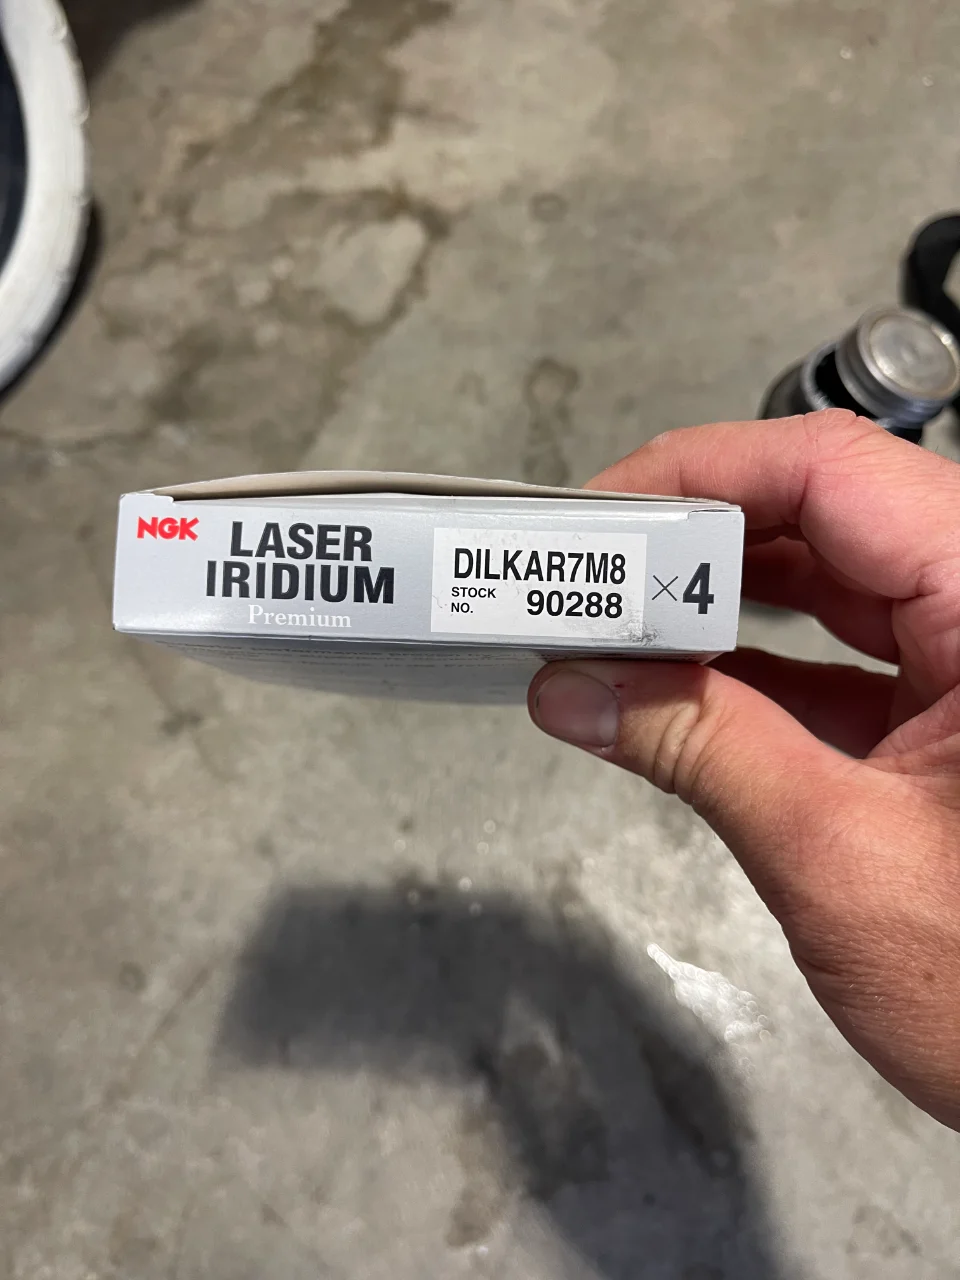 NGK
LASER
IRIDIUM
Premium
DILKAR7M8
STOCK
NO.
90288
×4